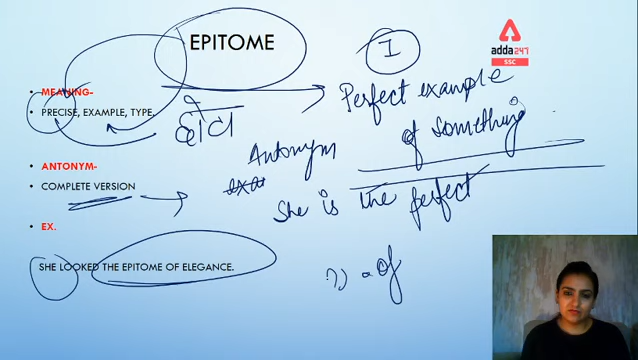 EPITOME
1
adda247
SSC
MEANING-
PRECISE, EXAMPLE, TYPE,
Perfect example
of something
ANTONYM-
COMPLETE VERSION
Antonym
She is the perfect
EX.
SHE LOOKED THE EPITOME OF ELEGANCE.
of